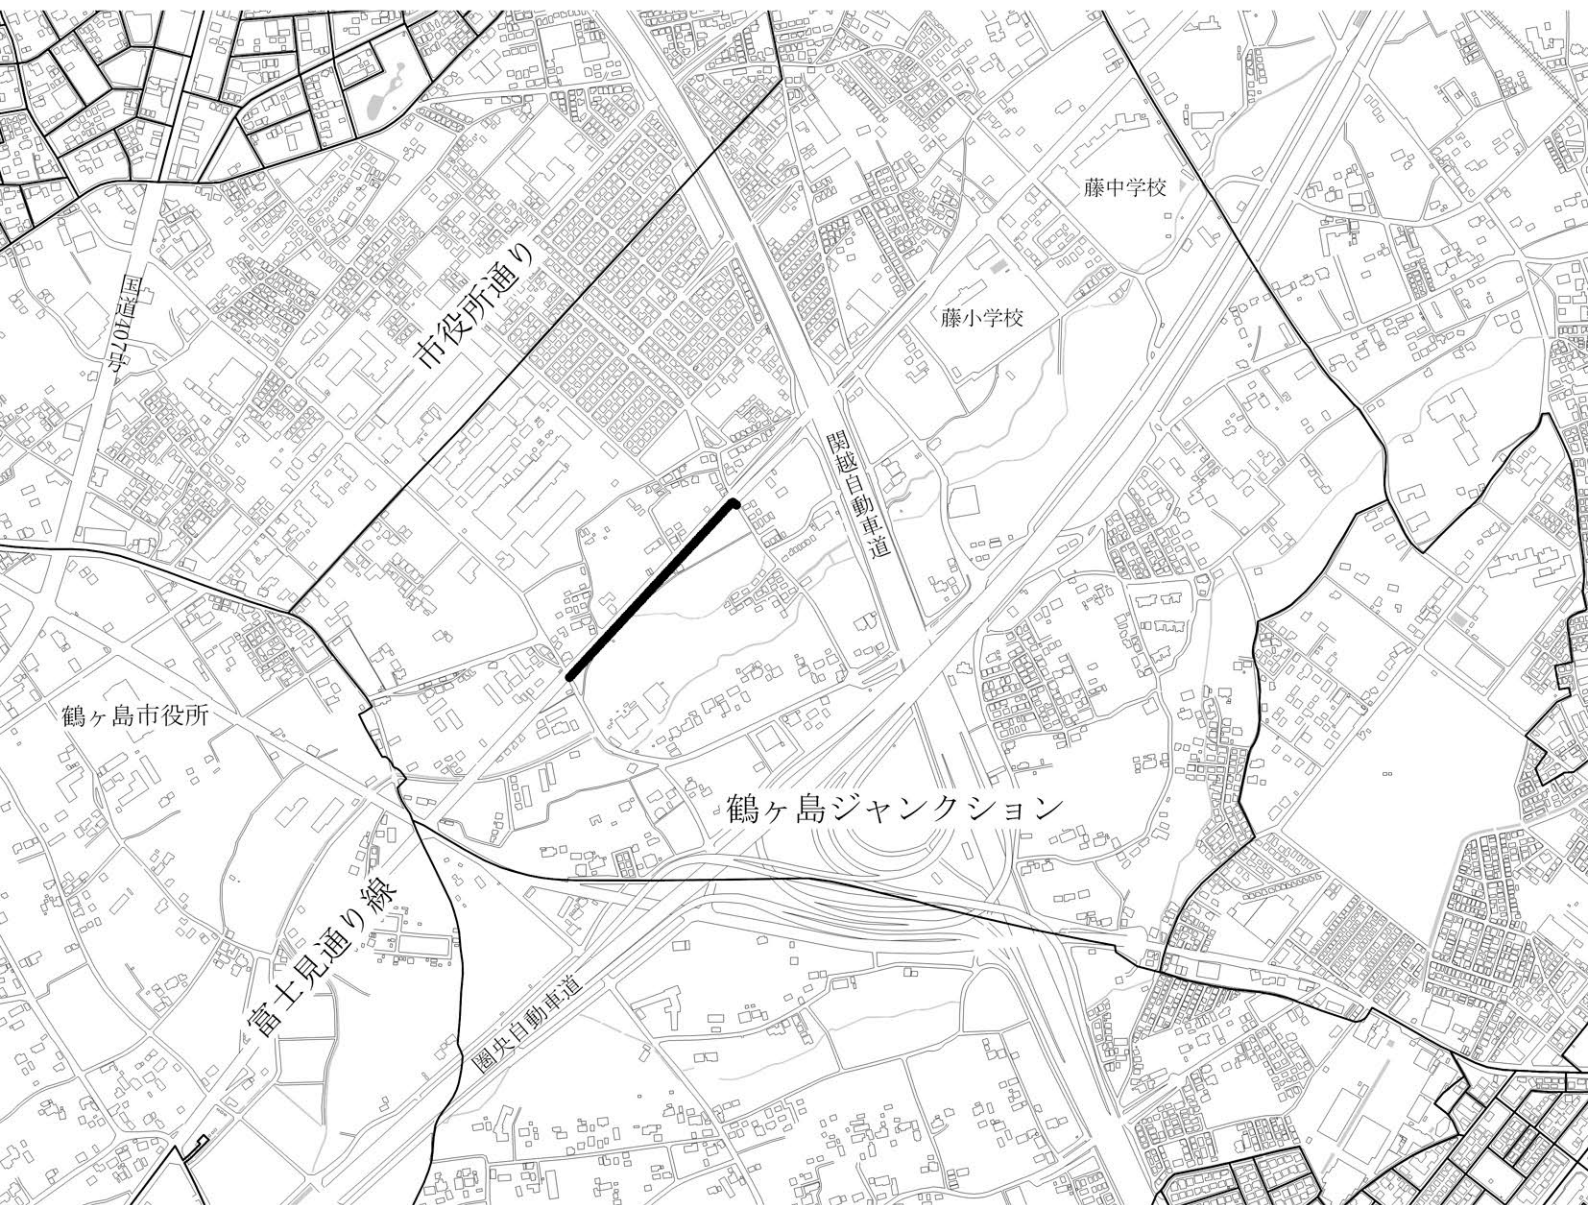 藤中学校
市役所通り
国道407号
藤小学校
関越自動車道
鶴ヶ島市役所
鶴ヶ島ジャンクション
富士見通り線
圏央自動車道